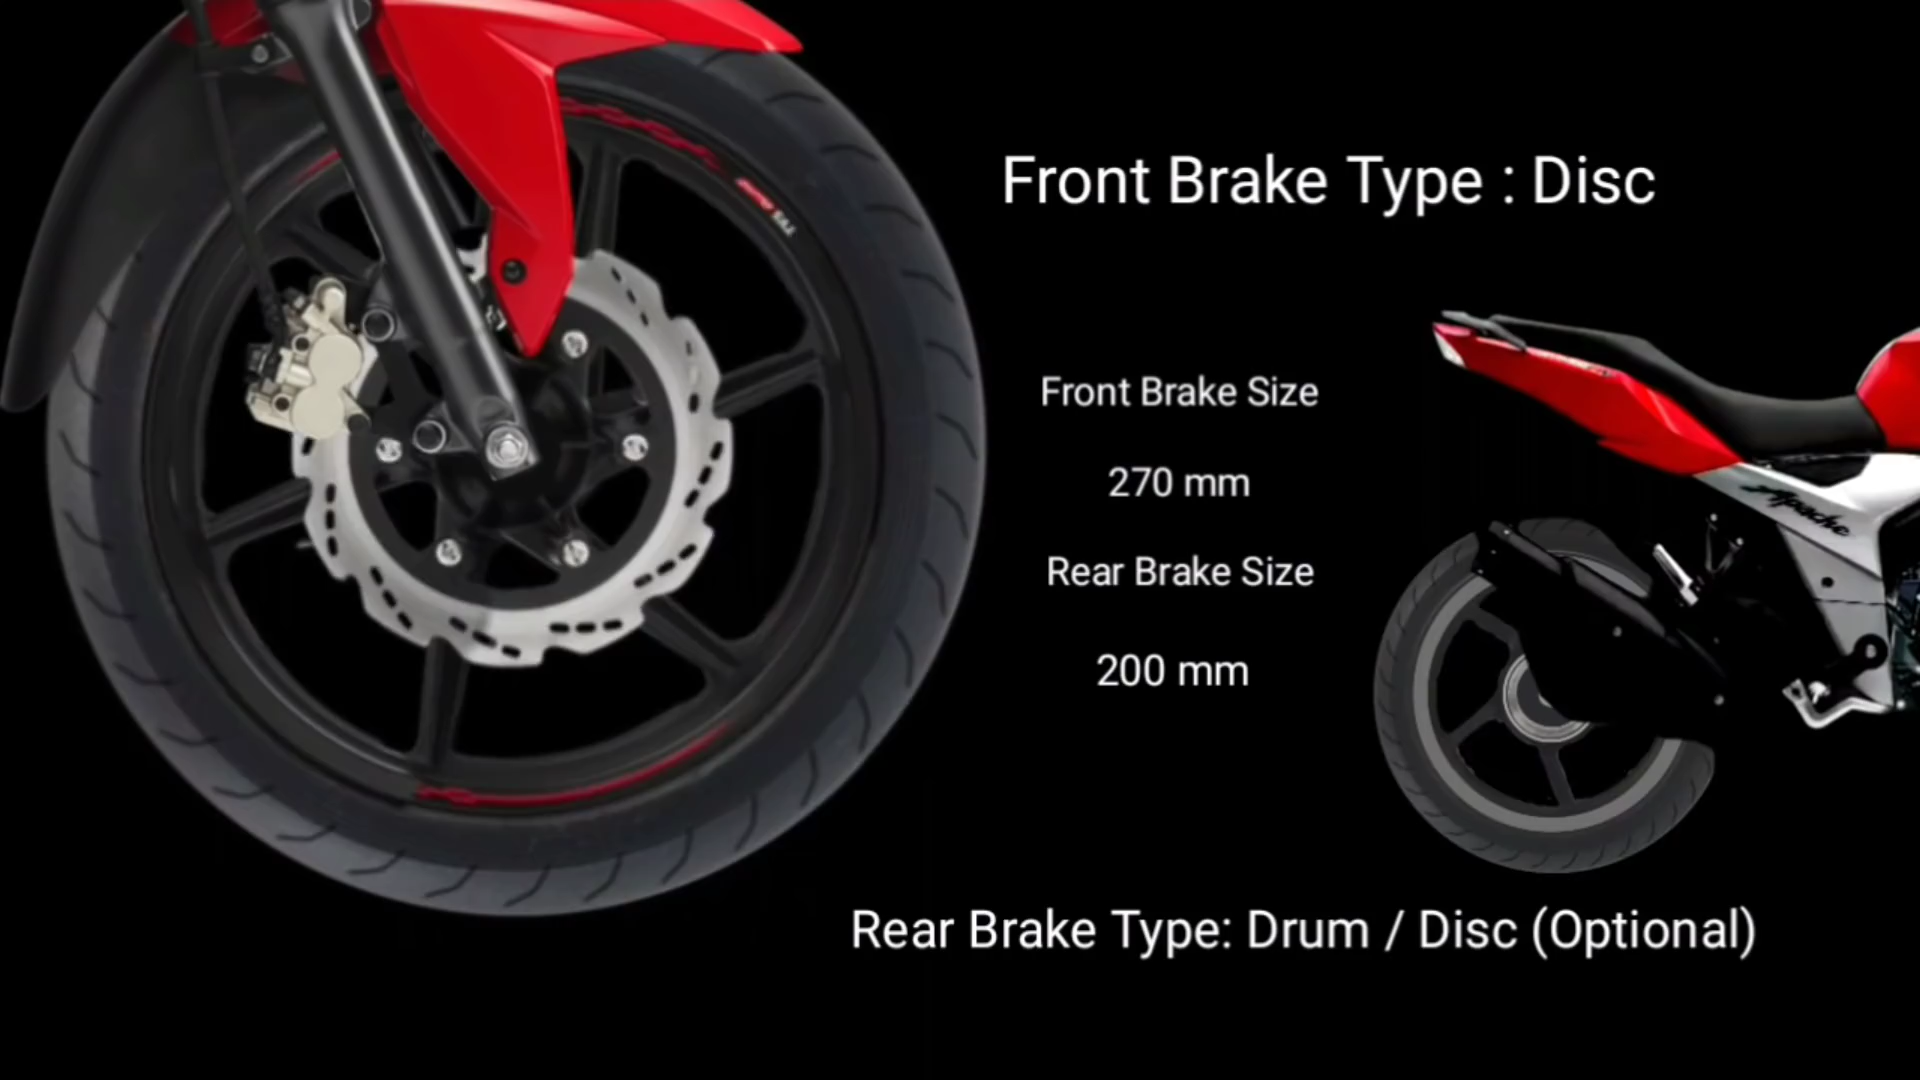 Front Brake Type : Disc
Front Brake Size
270 mm
Rear Brake Size
200 mm
Apache
Rear Brake Type: Drum / Disc (Optional)